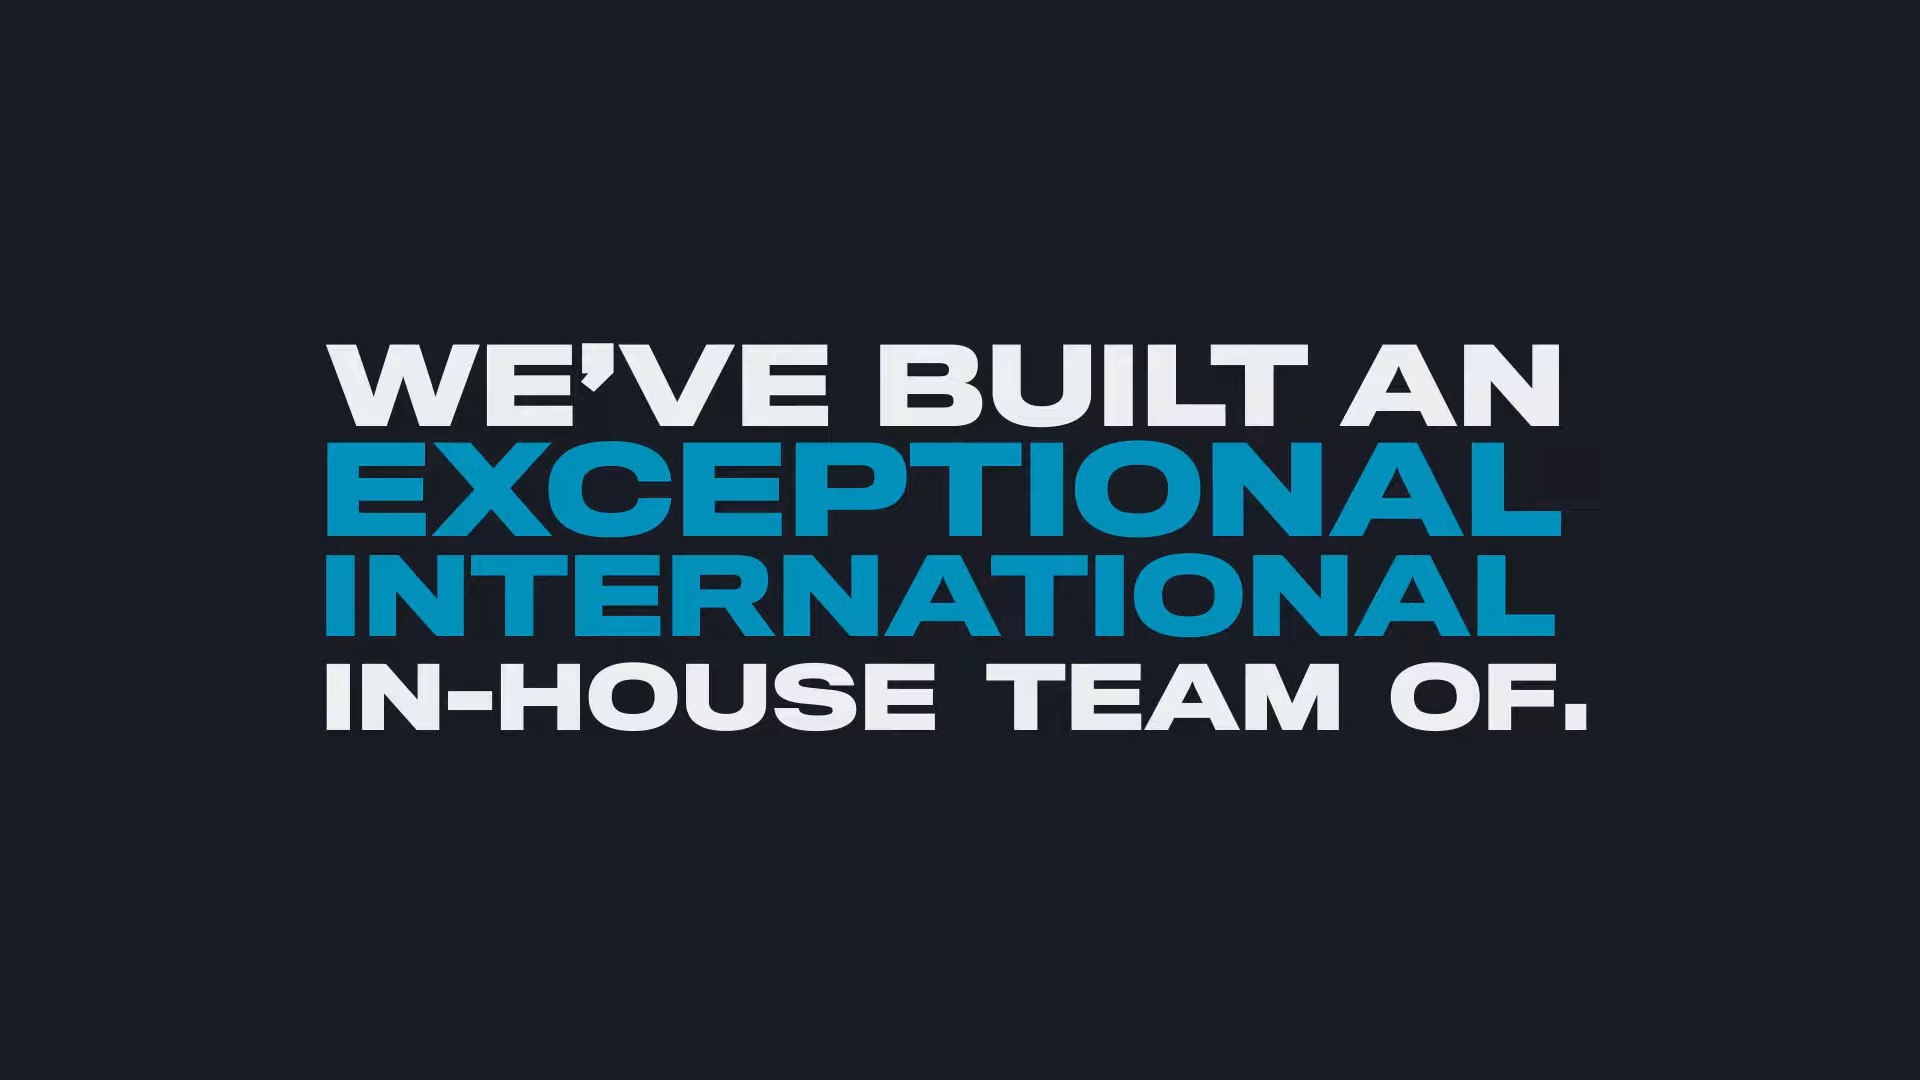 WE’VE BUILT AN
EXCEPTIONAL
INTERNATIONAL
IN-HOUSE TEAM OF.